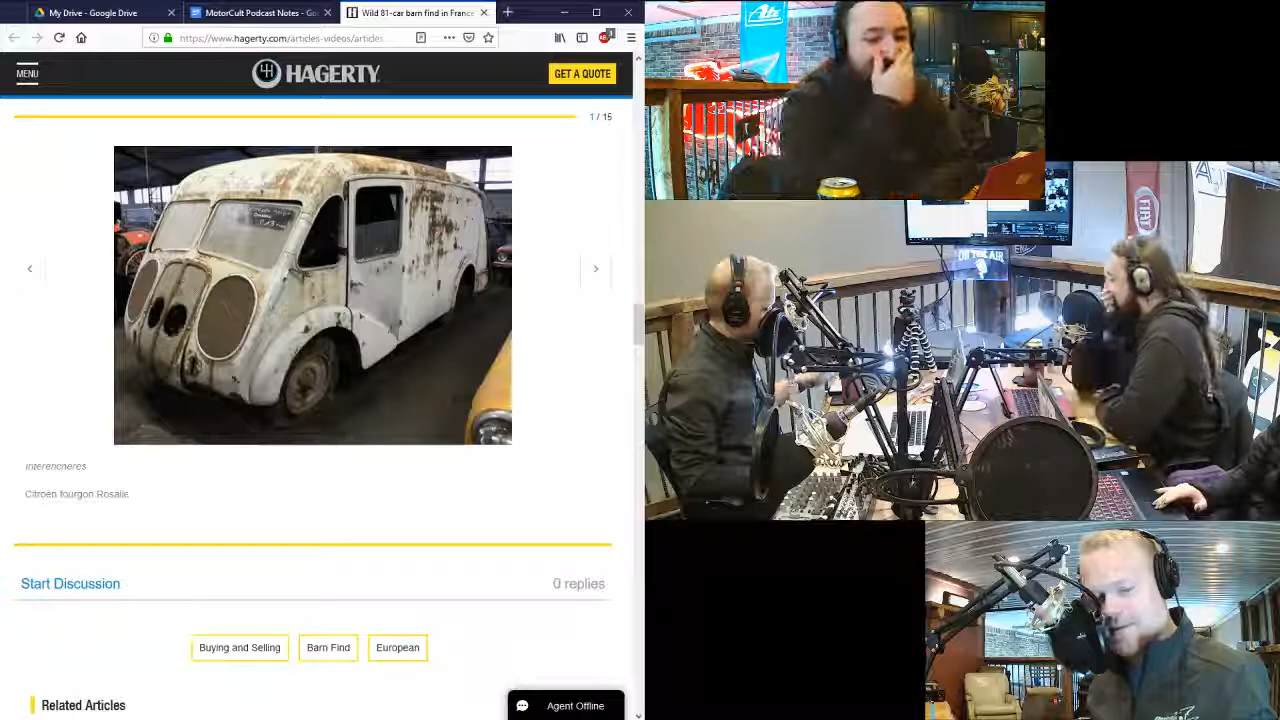 My Drive - Google Drive
MotorCult Podcast Notes - Go
Wild 81-car barn find in France
https://www.hagerty.com/articles-videos/articles
MENU
HAGERTY
GET A QUOTE
1 / 15
interencheres
Citroën fourgon Rosalie
Start Discussion
0 replies
Buying and Selling
Barn Find
European
Related Articles
Agent Offline
Ate
FIAT
ON THE AIR